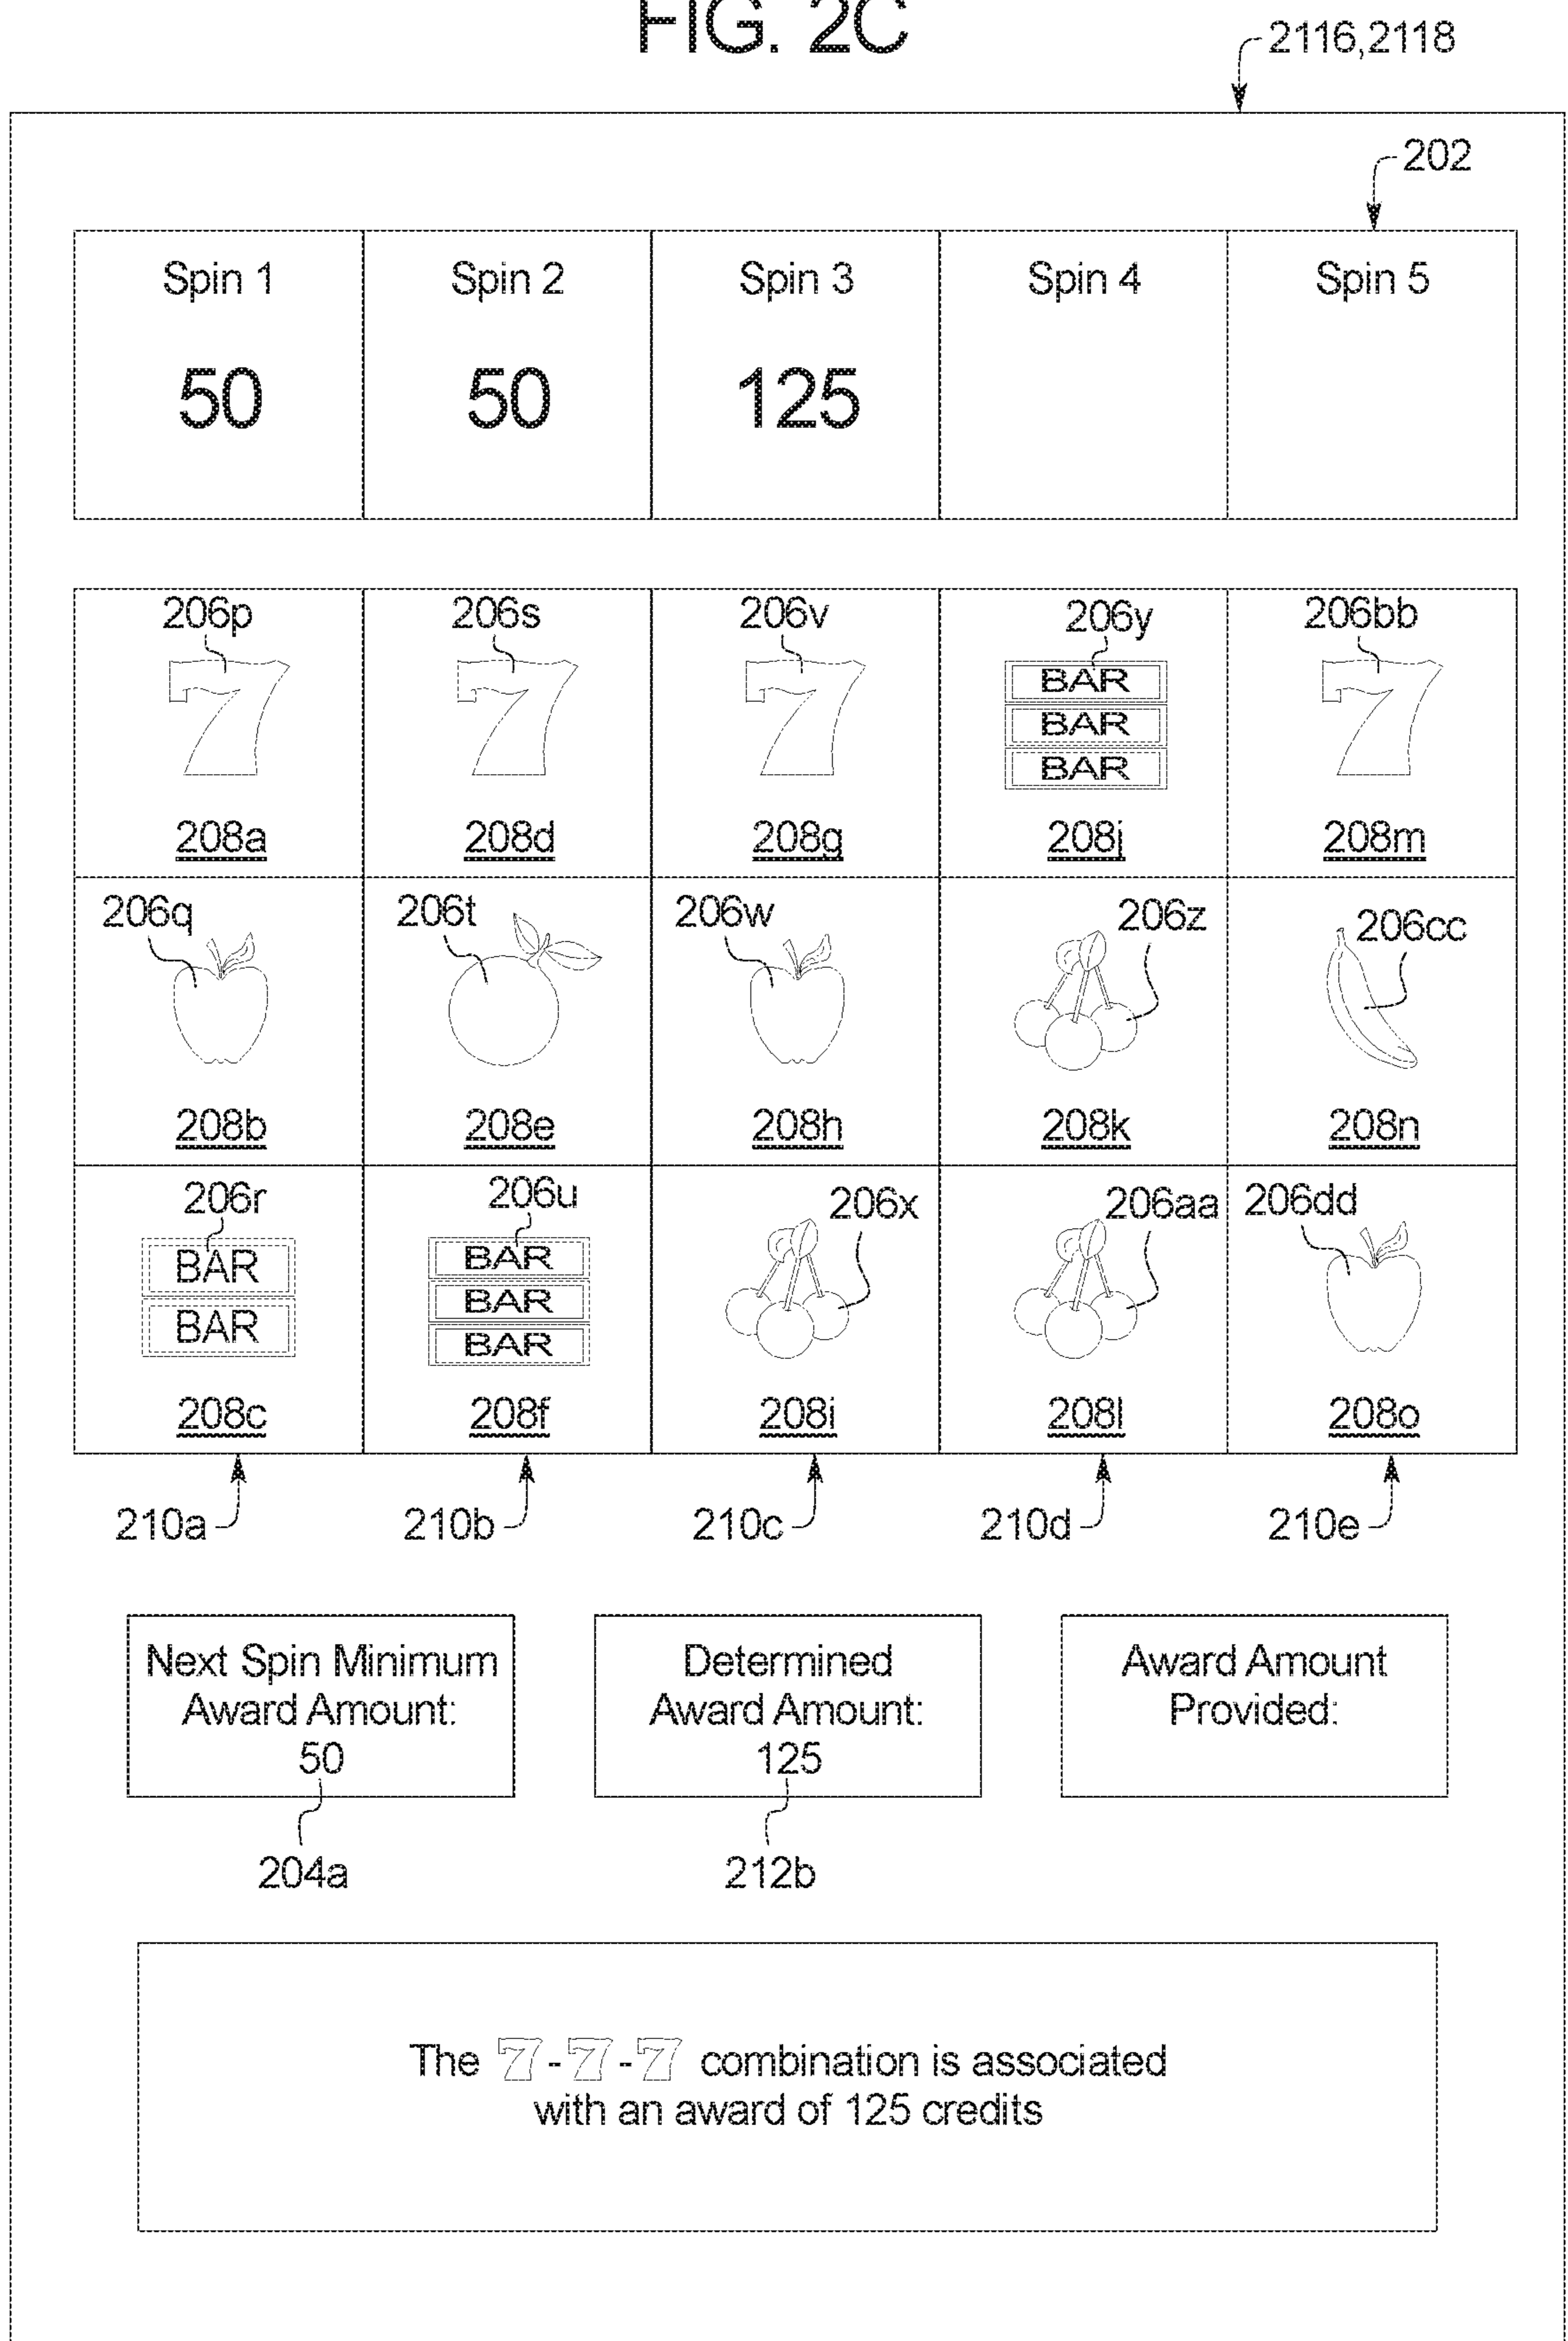 FIG. 2C
2116,2118
202
Spin 1 Spin 2 Spin 3 Spin 4 Spin 5
50 50 125
206p 206s 206v 206y 206bb
7 7 7 BAR 7
BAR
BAR
208a 208d 208g 208j 208m
206q 206t 206w 206z 206cc
208b 208e 208h 208k 208n
206r 206u 206x 206aa 206dd
BAR BAR
BAR BAR
BAR
208c 208f 208i 208l 208o
210a 210b 210c 210d 210e
Next Spin Minimum
Award Amount:
50
Determined
Award Amount:
125
Award Amount
Provided:
204a 212b
The 7-7-7 combination is associated
with an award of 125 credits